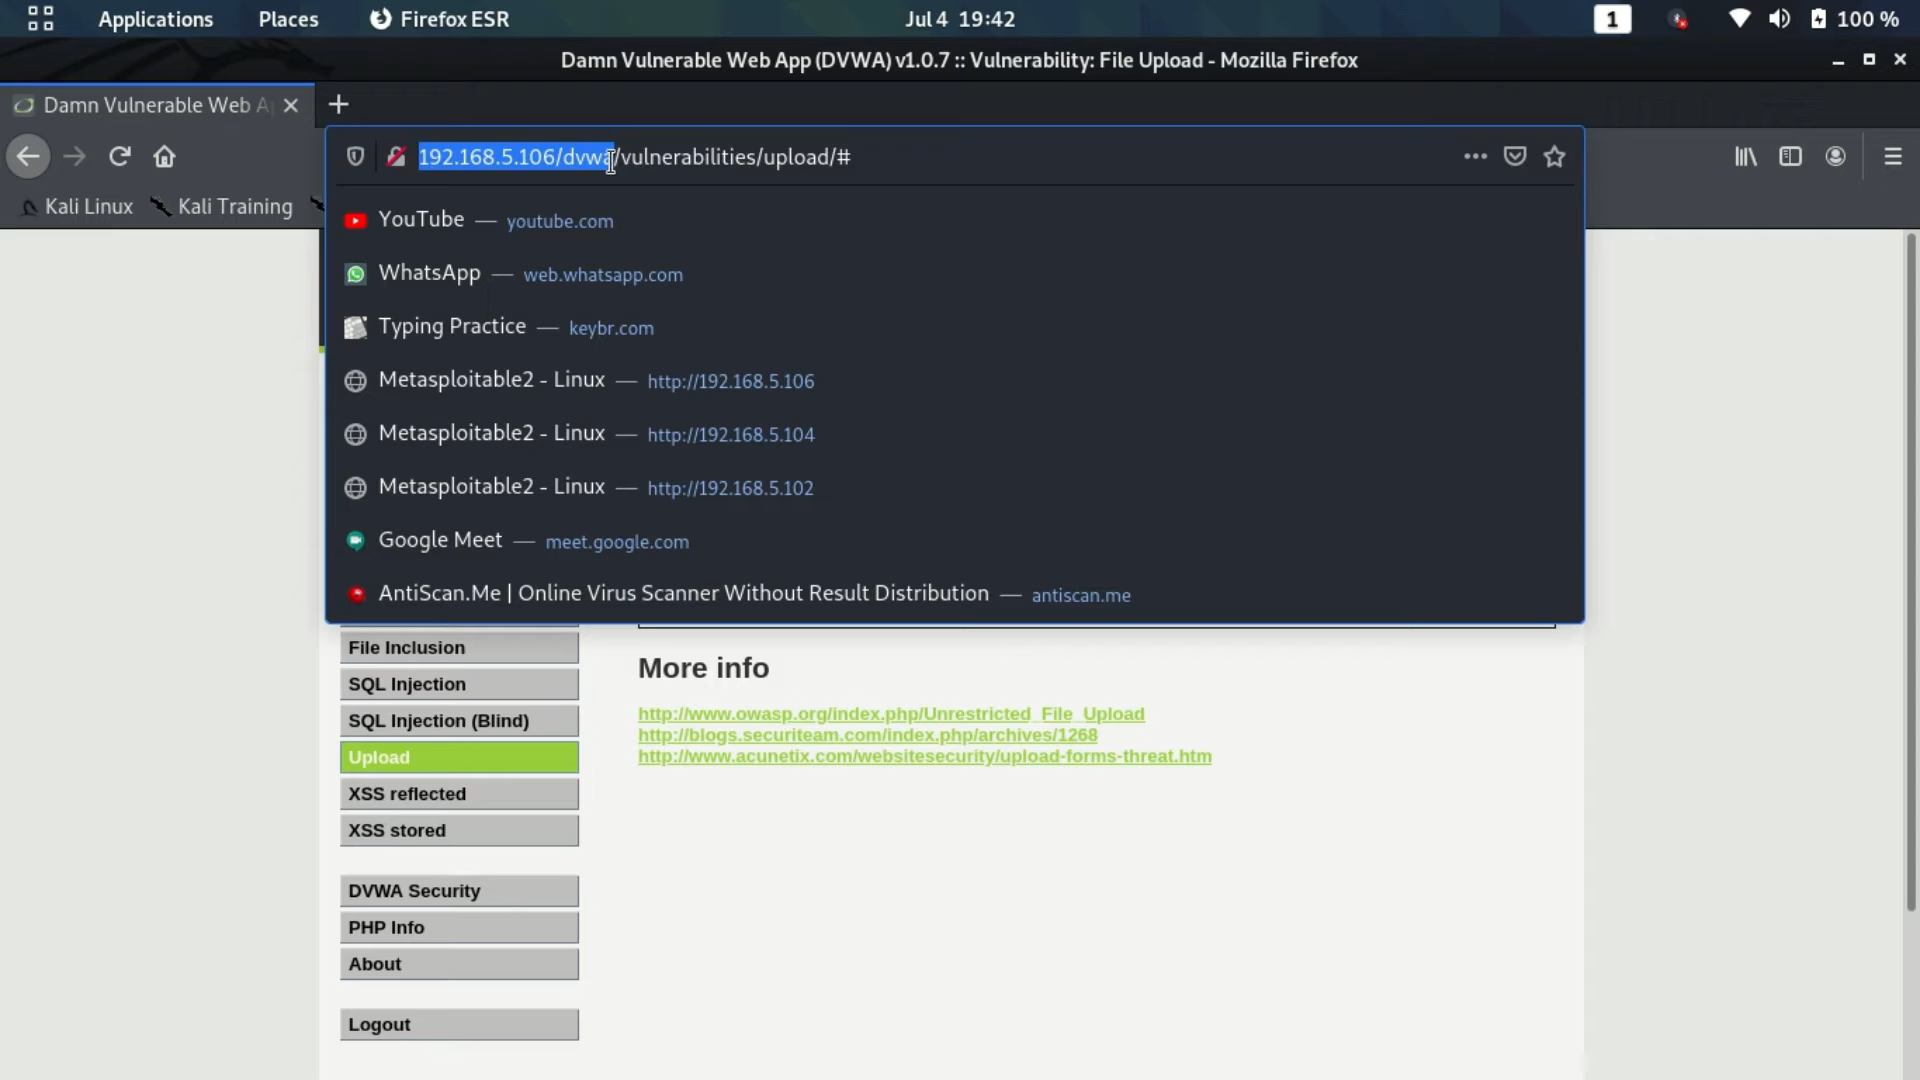 Applications Places Firefox ESR Jul 4 19:42 1 100 %
Damn Vulnerable Web App (DVWA) v1.0.7 :: Vulnerability: File Upload - Mozilla Firefox
Damn Vulnerable Web A
192.168.5.106/dvwa/vulnerabilities/upload/#
Kali Linux Kali Training
YouTube — youtube.com
WhatsApp — web.whatsapp.com
Typing Practice — keybr.com
Metasploitable2 - Linux — http://192.168.5.106
Metasploitable2 - Linux — http://192.168.5.104
Metasploitable2 - Linux — http://192.168.5.102
Google Meet — meet.google.com
AntiScan.Me | Online Virus Scanner Without Result Distribution — antiscan.me
File Inclusion
SQL Injection
SQL Injection (Blind)
Upload
XSS reflected
XSS stored
DVWA Security
PHP Info
About
Logout
More info
http://www.owasp.org/index.php/Unrestricted_File_Upload
http://blogs.securiteam.com/index.php/archives/1268
http://www.acunetix.com/websitesecurity/upload-forms-threat.htm